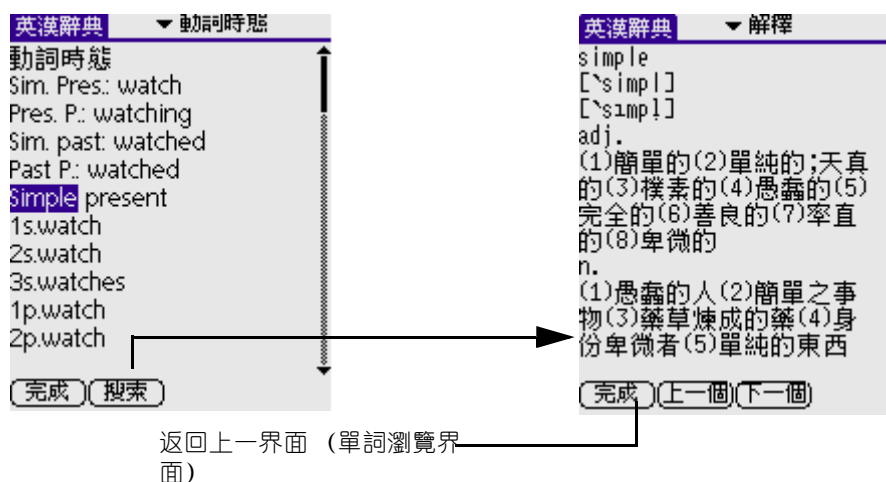 英漢辭典 ▼ 動詞時態
動詞時態
Sim. Pres.: watch
Pres. P.: watching
Sim. past: watched
Past P.: watched
Simple present
1s.watch
2s.watch
3s.watches
1p.watch
2p.watch
完成 搜索
英漢辭典 ▼ 解釋
simple
[`simpl]
[`sɪmpl̩]
adj.
(1)簡單的(2)單純的;天真
的(3)樸素的(4)愚蠢的(5)
完全的(6)善良的(7)率直
的(8)卑微的
n.
(1)愚蠢的人(2)簡單之事
物(3)藥草煉成的藥(4)身
份卑微者(5)單純的東西
完成 上一個 下一個
返回上一界面 (單詞瀏覽界
面)